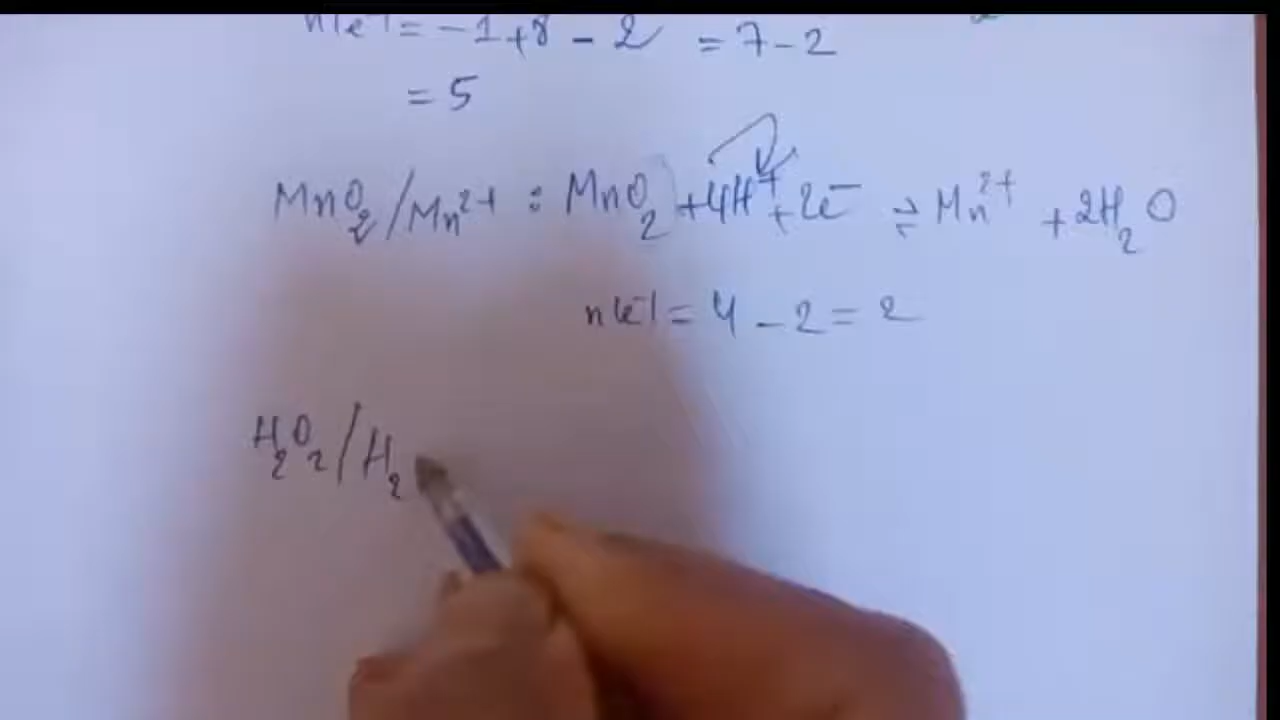 n(e-) = -1+8 - 2 = 7-2
= 5
MnO2/Mn2+ : MnO2 +4H+ +2e- ⇌ Mn2+ +2H2O
n(e-) = 4 - 2 = 2
H2O2/H2